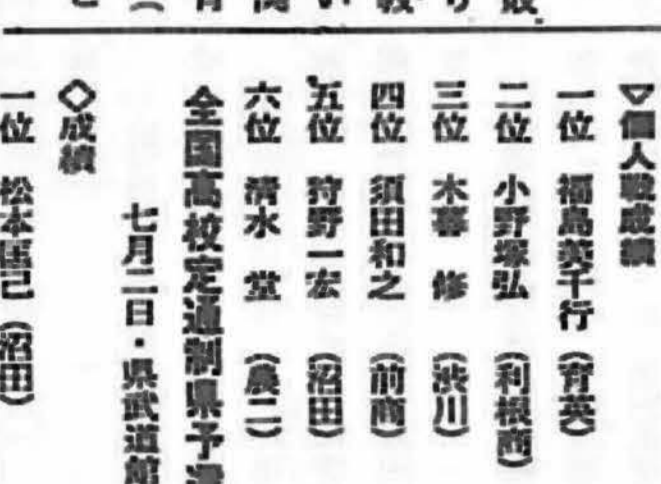 ▽個人戦成績
一位　福島英千行（育英）
二位　小野塚弘（利根商）
三位　木暮　修（渋川）
四位　須田和之（前商）
五位　狩野一宏（沼田）
六位　清水　堂（農二）
全国高校定通制県予選
七月二日・県武道館
◇成績
一位　松本匡己（沼田）